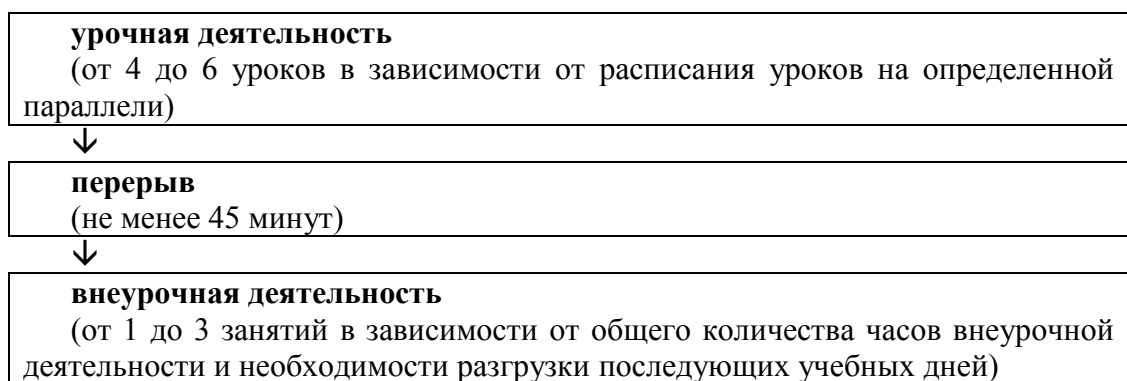 урочная деятельность
(от 4 до 6 уроков в зависимости от расписания уроков на определенной
параллели)
↓
перерыв
(не менее 45 минут)
↓
внеурочная деятельность
(от 1 до 3 занятий в зависимости от общего количества часов внеурочной
деятельности и необходимости разгрузки последующих учебных дней)